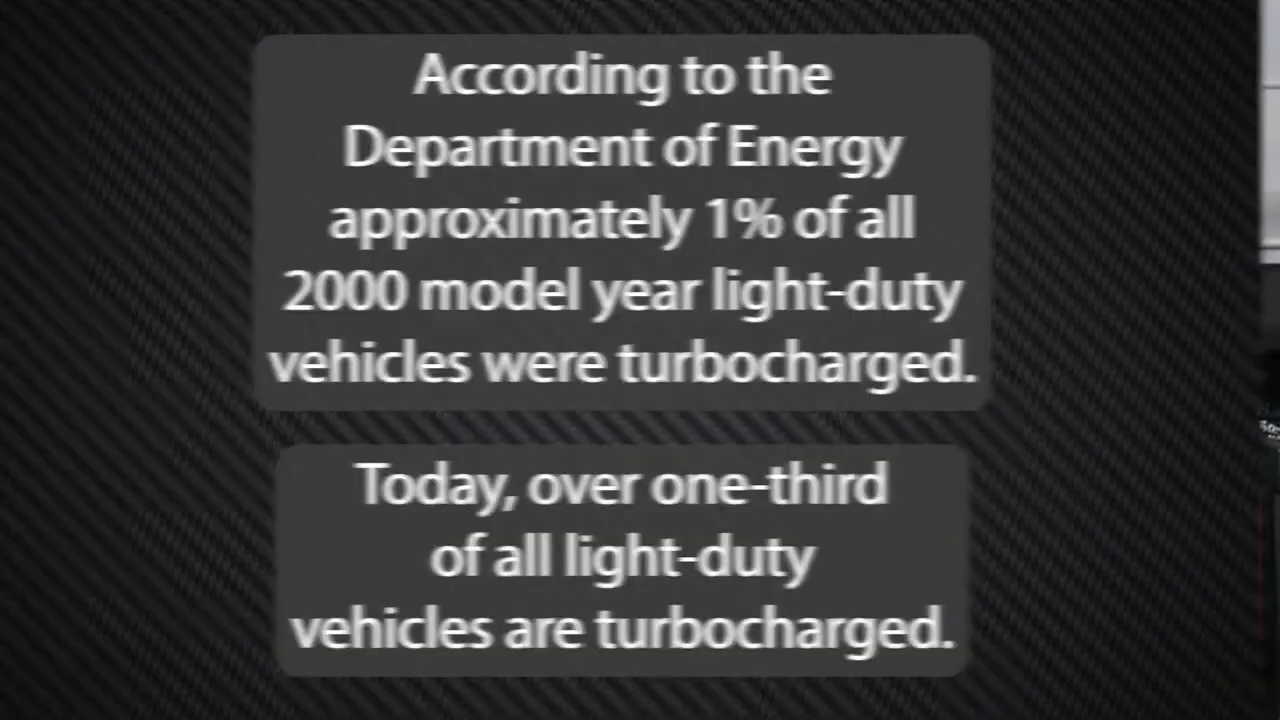 According to the
Department of Energy
approximately 1% of all
2000 model year light-duty
vehicles were turbocharged.
Today, over one-third
of all light-duty
vehicles are turbocharged.